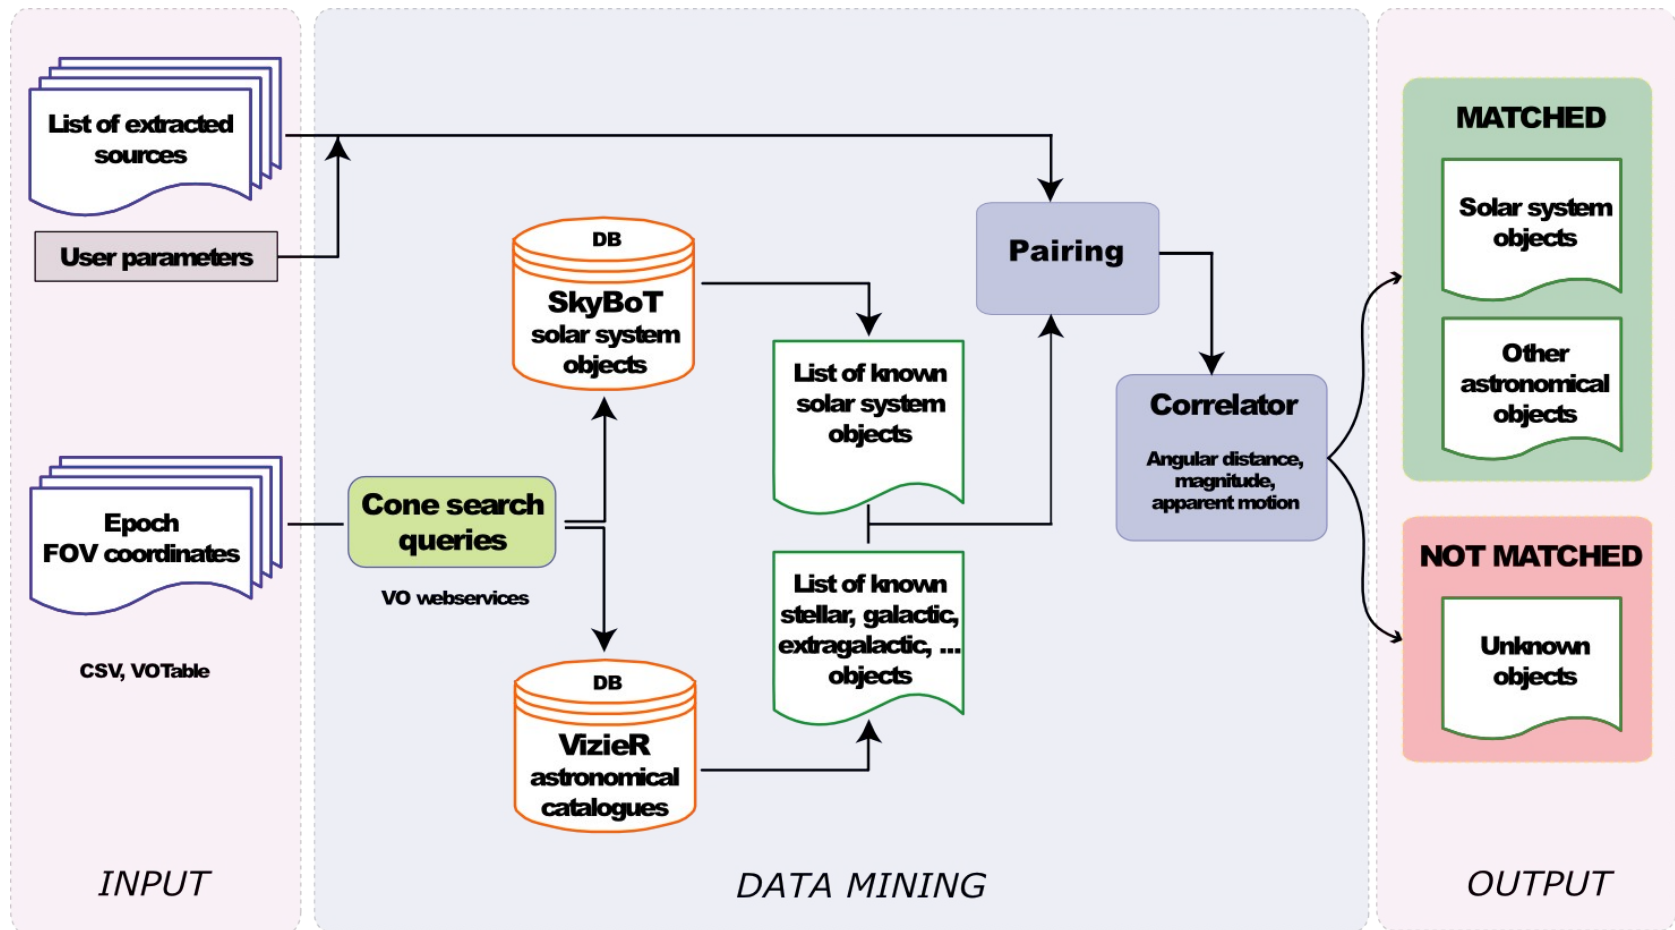 List of extracted
sources
User parameters
Epoch
FOV coordinates
CSV, VOTable
INPUT
Cone search
queries
VO webservices
DB
SkyBoT
solar system
objects
DB
VizieR
astronomical
catalogues
List of known
solar system
objects
List of known
stellar, galactic,
extragalactic, ...
objects
Pairing
Correlator
Angular distance,
magnitude,
apparent motion
DATA MINING
MATCHED
Solar system
objects
Other
astronomical
objects
NOT MATCHED
Unknown
objects
OUTPUT